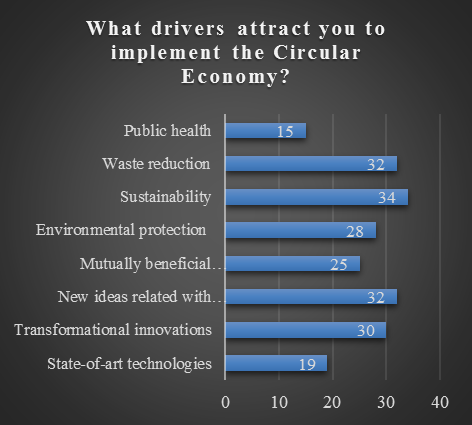 What drivers attract you to
implement the Circular
Economy?
Public health 15
Waste reduction 32
Sustainability 34
Environmental protection 28
Mutually beneficial… 25
New ideas related with… 32
Transformational innovations 30
State-of-art technologies 19
0 10 20 30 40